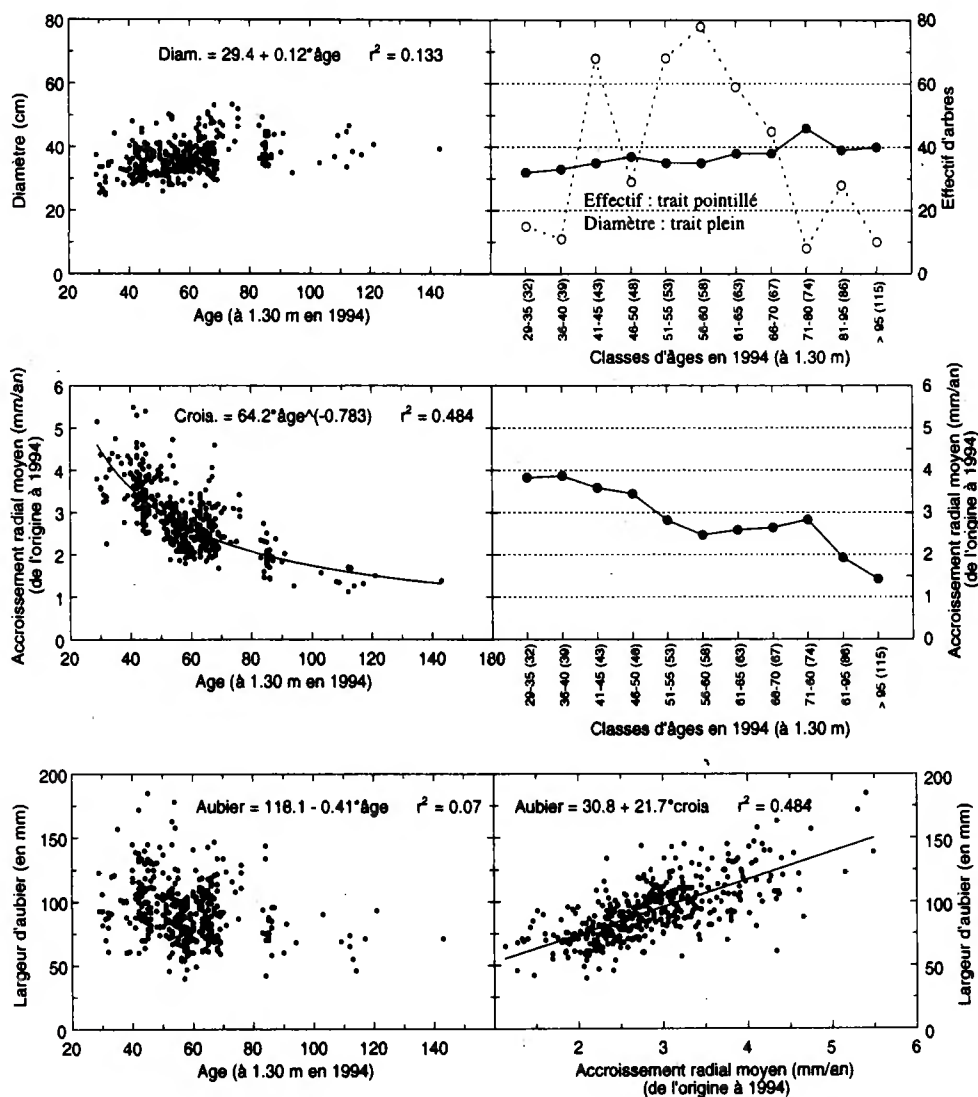 Diam. = 29.4 + 0.12*âge r² = 0.133
Diamètre (cm)
80
60
40
20
0
20 40 60 80 100 120 140
Age (à 1.30 m en 1994)
Effectif : trait pointillé
Diamètre : trait plein
80
60
40
20
0
Effectif d'arbres
29-35 (32)
36-40 (39)
41-45 (43)
46-50 (48)
51-55 (53)
56-60 (58)
61-65 (63)
66-70 (67)
71-80 (74)
81-95 (86)
> 95 (115)
Classes d'âges en 1994 (à 1.30 m)
Crois. = 64.2*âge^(-0.783) r² = 0.484
Accroissement radial moyen (mm/an)
(de l'origine à 1994)
6
5
4
3
2
1
0
20 40 60 80 100 120 140 160 180
Age (à 1.30 m en 1994)
6
5
4
3
2
1
0
Accroissement radial moyen (mm/an)
(de l'origine à 1994)
29-35 (32)
36-40 (39)
41-45 (43)
46-50 (48)
51-55 (53)
56-60 (58)
61-65 (63)
66-70 (67)
71-60 (74)
61-95 (86)
> 95 (115)
Classes d'âges en 1994 (à 1.30 m)
Aubier = 118.1 - 0.41*âge r² = 0.07
Largeur d'aubier (en mm)
200
150
100
50
0
20 40 60 80 100 120 140
Age (à 1.30 m en 1994)
Aubier = 30.8 + 21.7*crois r² = 0.484
200
150
100
50
0
Largeur d'aubier (en mm)
2 3 4 5 6
Accroissement radial moyen (mm/an)
(de l'origine à 1994)